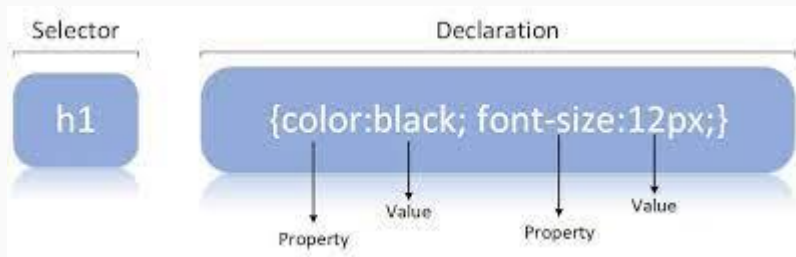 Selector Declaration
h1 {color:black; font-size:12px;}
Value Value
Property Property